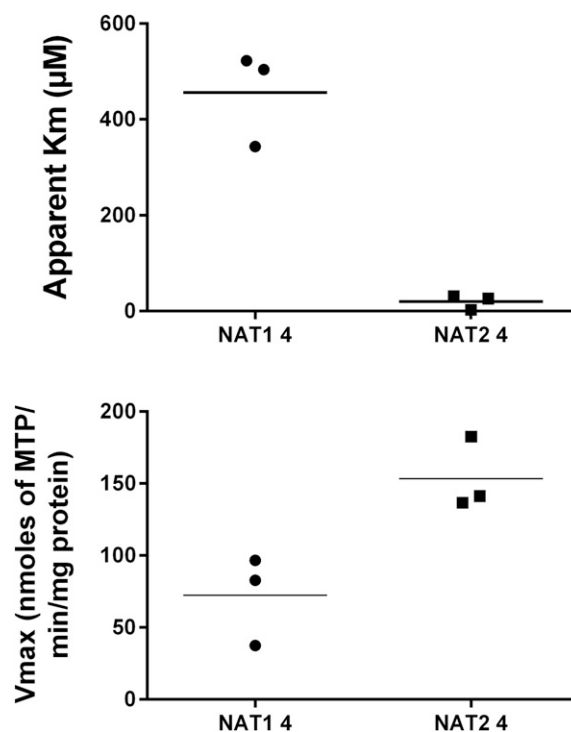 Apparent Km (µM)
600
400
200
0
NAT1 4 NAT2 4
Vmax (nmoles of MTP/
min/mg protein)
200
150
100
50
0
NAT1 4 NAT2 4